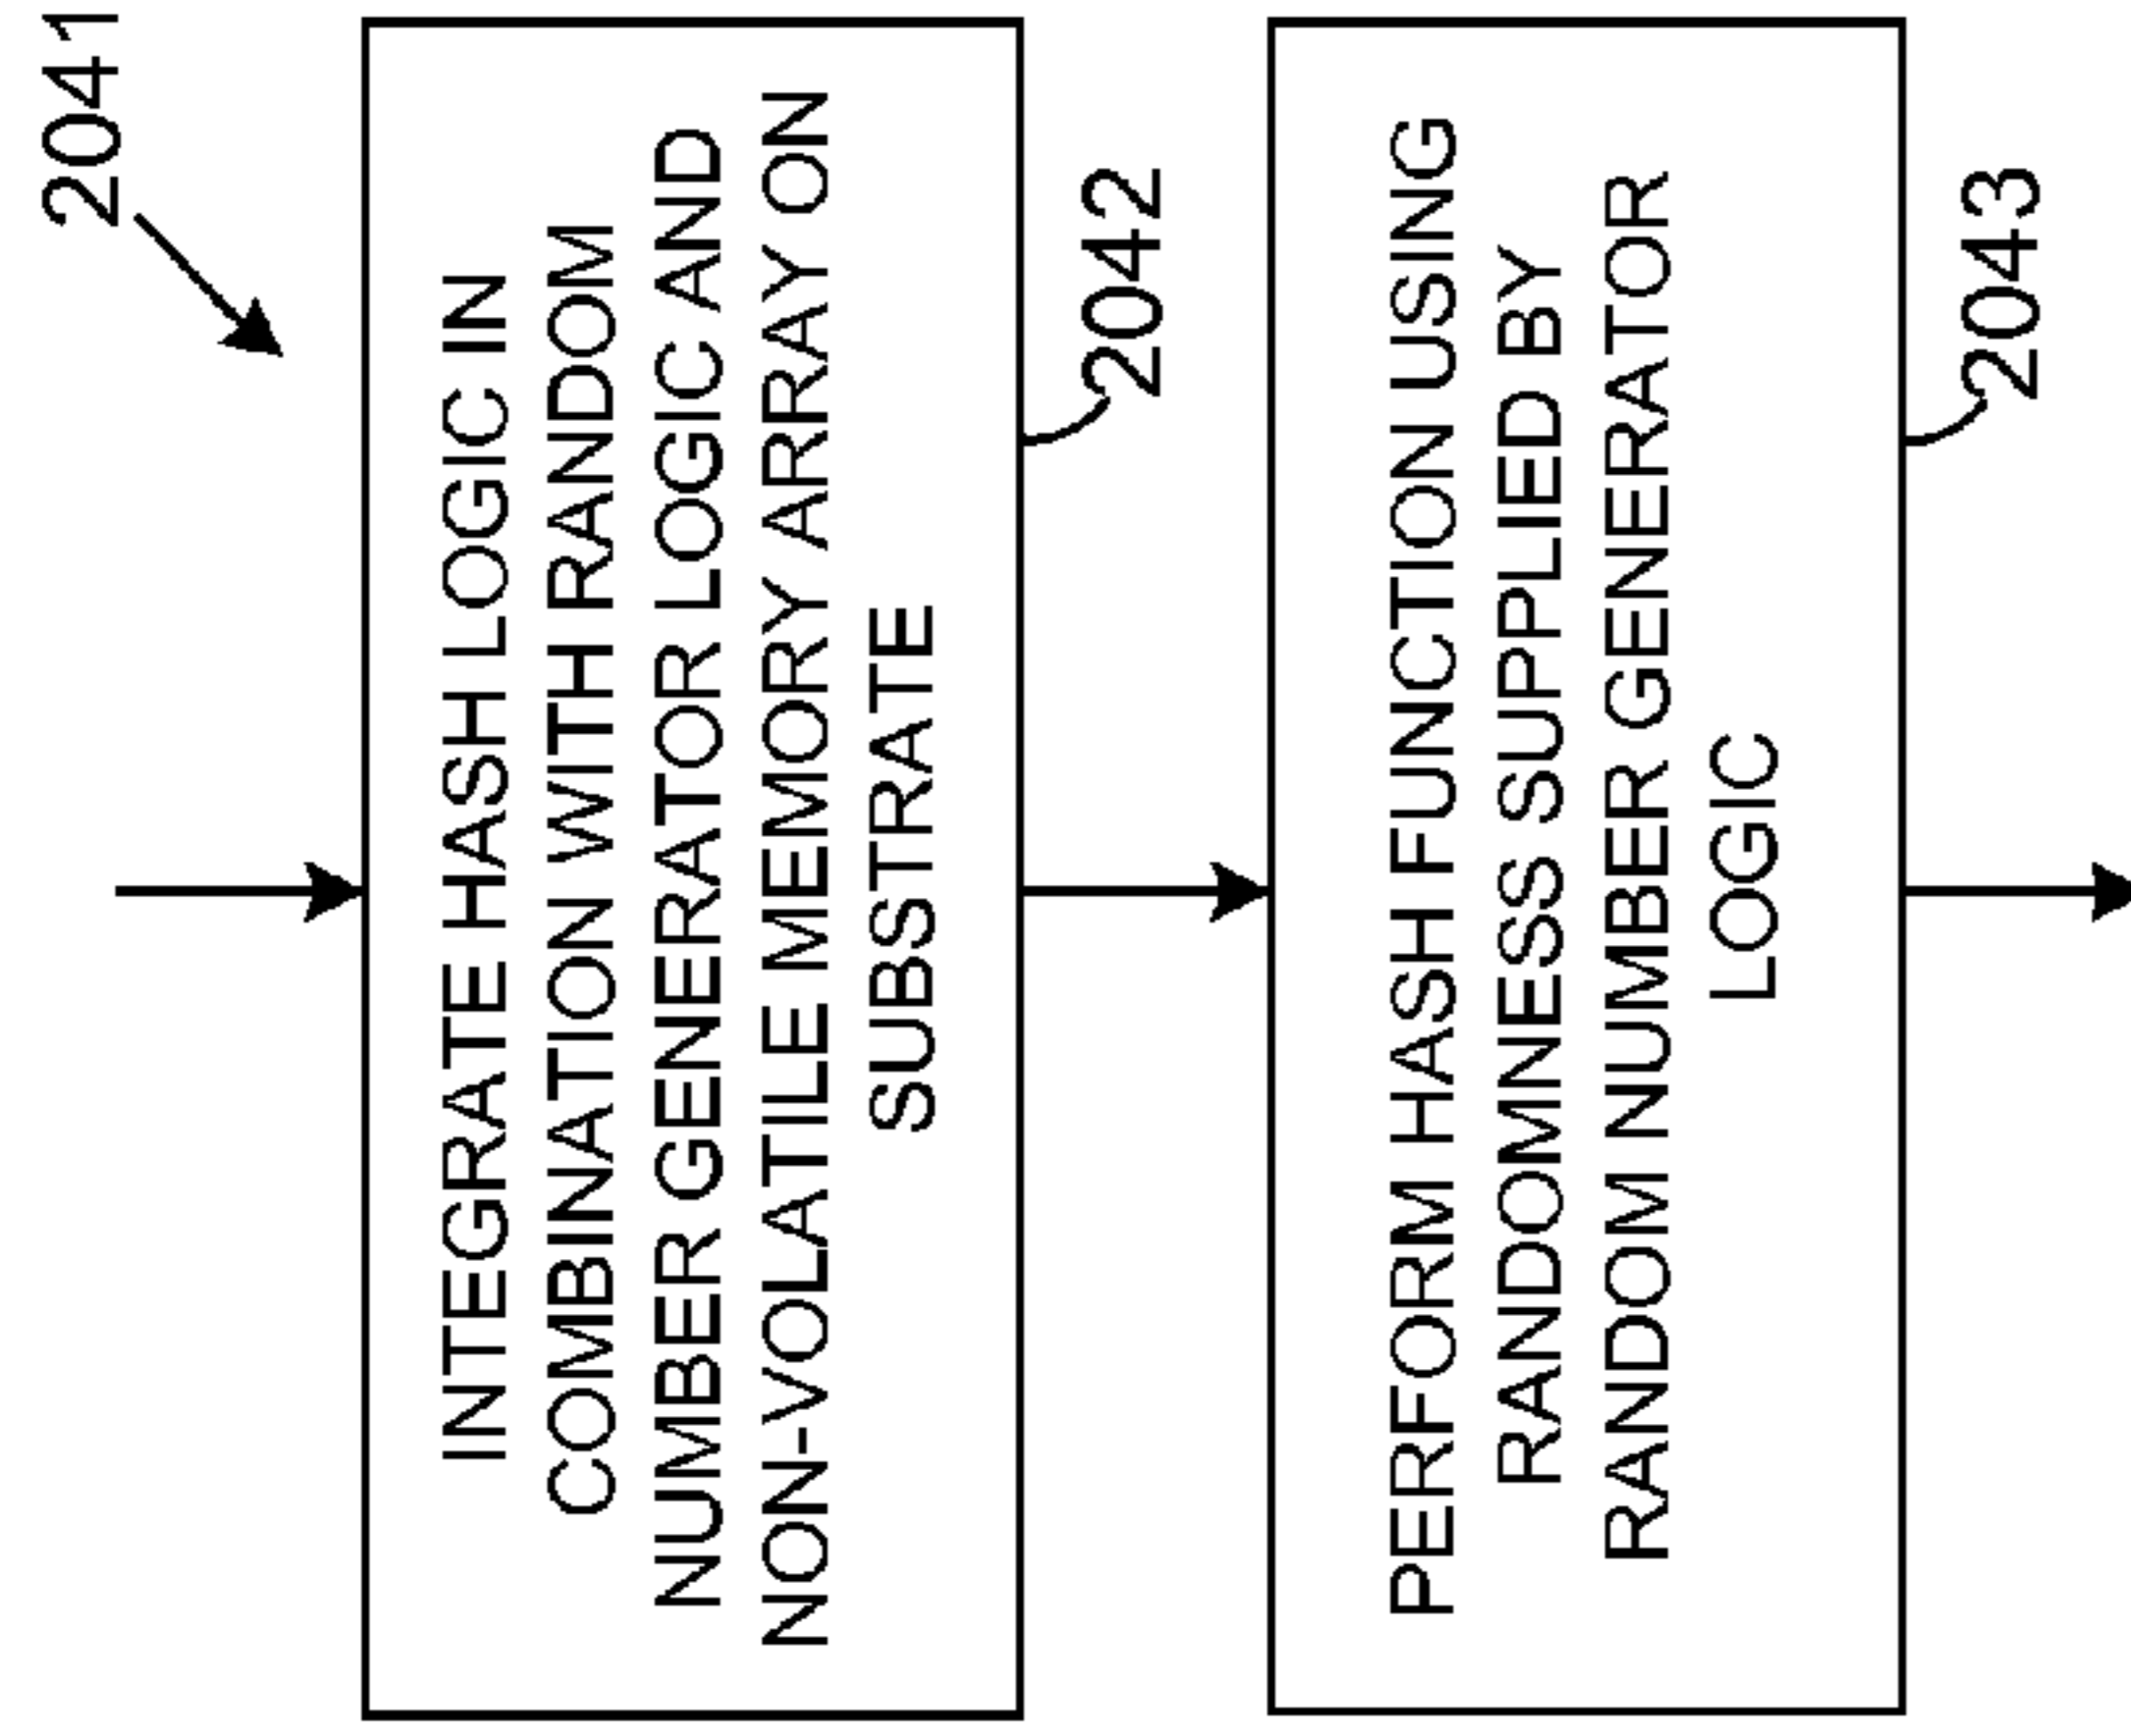 2041
INTEGRATE HASH LOGIC IN
COMBINATION WITH RANDOM
NUMBER GENERATOR LOGIC AND
NON-VOLATILE MEMORY ARRAY ON
SUBSTRATE
2042
PERFORM HASH FUNCTION USING
RANDOMNESS SUPPLIED BY
RANDOM NUMBER GENERATOR
LOGIC
2043